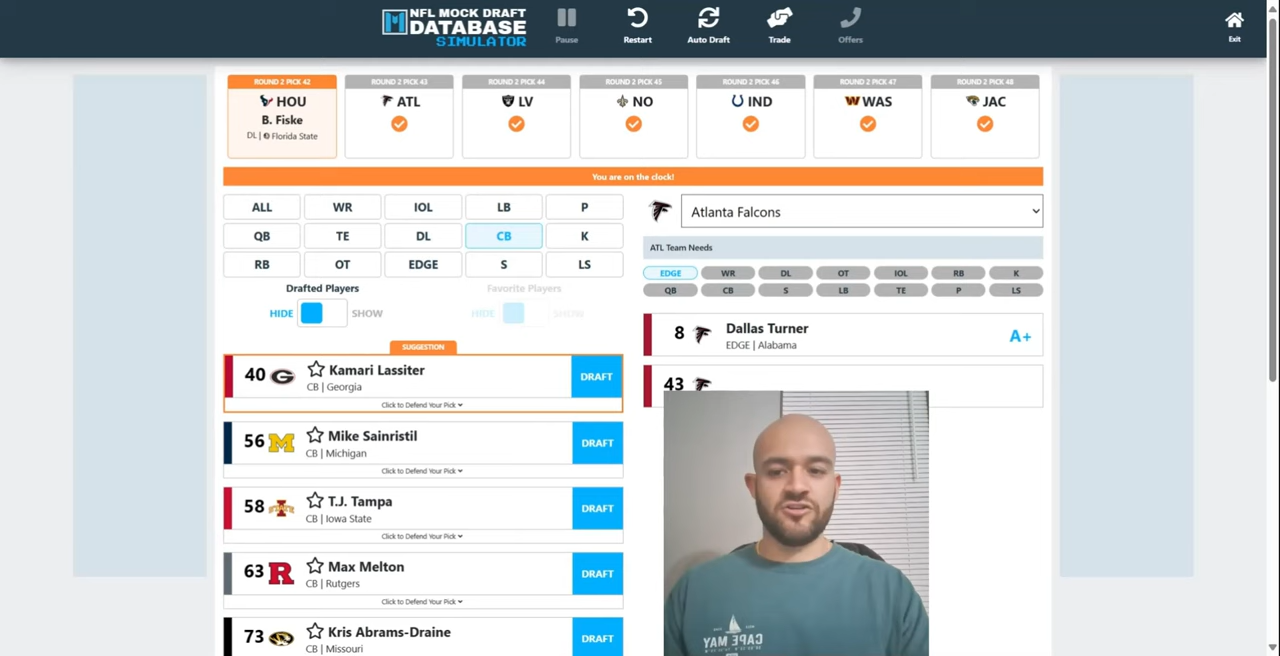 NFL MOCK DRAFT
DATABASE
SIMULATOR
Pause
Restart
Auto Draft
Trade
Offers
Exit
ROUND 2 PICK 42
HOU
B. Fiske
DL | Florida State
ROUND 2 PICK 43
ATL
ROUND 2 PICK 44
LV
ROUND 2 PICK 45
NO
ROUND 2 PICK 46
IND
ROUND 2 PICK 47
WAS
ROUND 2 PICK 48
JAC
You are on the clock!
ALL WR IOL LB P
QB TE DL CB K
RB OT EDGE S LS
Drafted Players
HIDE SHOW
Favorite Players
HIDE SHOW
SUGGESTION
40 Kamari Lassiter DRAFT
CB | Georgia
Click to Defend Your Pick
56 Mike Sainristil DRAFT
CB | Michigan
Click to Defend Your Pick
58 T.J. Tampa DRAFT
CB | Iowa State
Click to Defend Your Pick
63 Max Melton DRAFT
CB | Rutgers
Click to Defend Your Pick
73 Kris Abrams-Draine DRAFT
CB | Missouri
Atlanta Falcons
ATL Team Needs
EDGE WR DL OT IOL RB K
QB CB S LB TE P LS
8 Dallas Turner A+
EDGE | Alabama
43
CAPE MAY